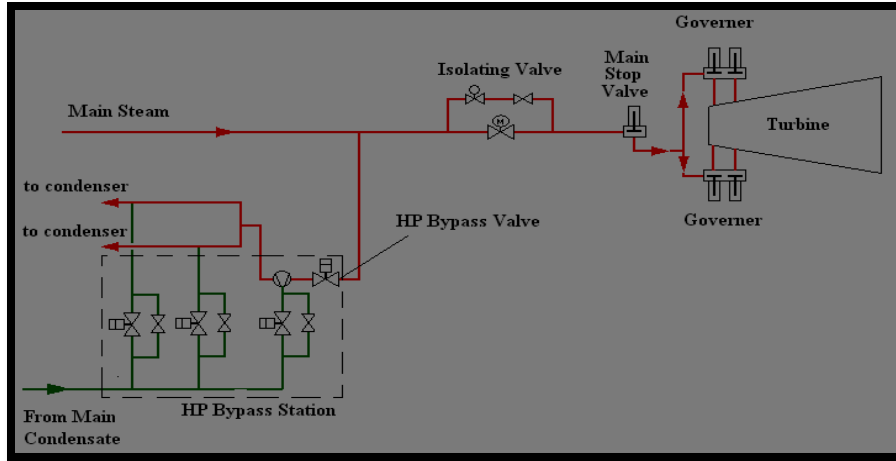 Governer
Main
Stop
Valve
Isolating Valve
M
Main Steam
Turbine
to condenser
to condenser
HP Bypass Valve
Governer
HP Bypass Station
From Main
Condensate